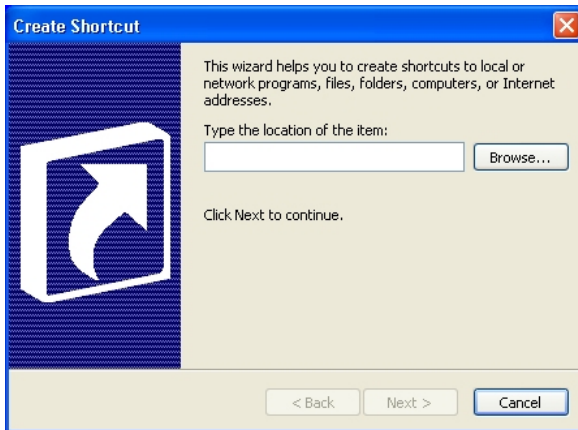 Create Shortcut
This wizard helps you to create shortcuts to local or
network programs, files, folders, computers, or Internet
addresses.
Type the location of the item:
Browse...
Click Next to continue.
< Back Next > Cancel